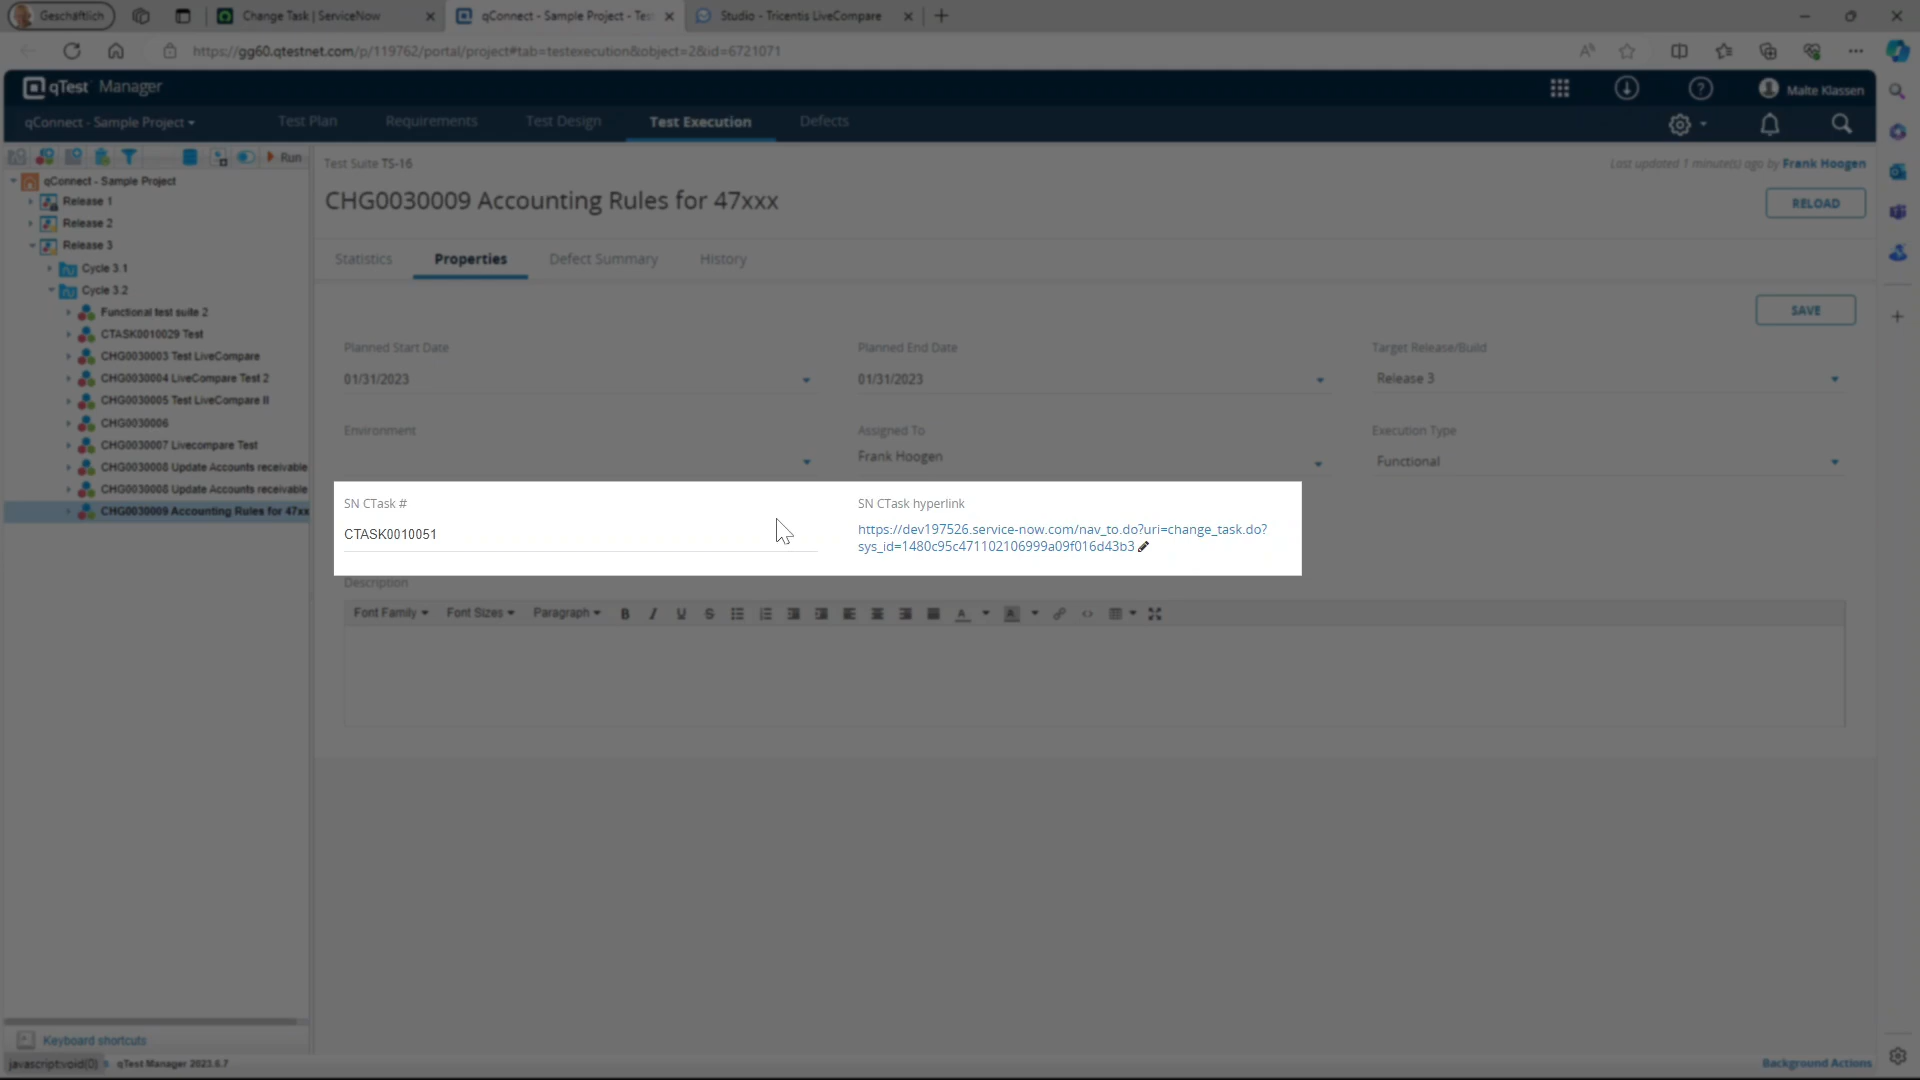 Geschäftlich
Change Task | ServiceNow
qConnect - Sample Project - Tes
Studio - Tricentis LiveCompare
https://gg60.qtestnet.com/p/119762/portal/project#tab=testexecution&object=2&id=6721071
qTest Manager
Malte Klassen
qConnect - Sample Project
Test Plan
Requirements
Test Design
Test Execution
Defects
Run
Test Suite TS-16
Last updated 1 minute(s) ago by Frank Hoogen
CHG0030009 Accounting Rules for 47xxx
RELOAD
Statistics
Properties
Defect Summary
History
SAVE
qConnect - Sample Project
Release 1
Release 2
Release 3
Cycle 3.1
Cycle 3.2
Functional test suite 2
CTASK0010029 Test
CHG0030003 Test LiveCompare
CHG0030004 LiveCompare Test 2
CHG0030005 Test LiveCompare II
CHG0030006
CHG0030007 Livecompare Test
CHG0030008 Update Accounts receivable
CHG0030008 Update Accounts receivable
CHG0030009 Accounting Rules for 47xx
Planned Start Date
Planned End Date
Target Release/Build
01/31/2023
01/31/2023
Release 3
Environment
Assigned To
Execution Type
Frank Hoogen
Functional
SN CTask #
SN CTask hyperlink
CTASK0010051
https://dev197526.service-now.com/nav_to.do?uri=change_task.do?
sys_id=1480c95c471102106999a09f016d43b3
Description
Font Family
Font Sizes
Paragraph
Keyboard shortcuts
javascript:void(0)
qTest Manager 2023.6.7
Background Actions